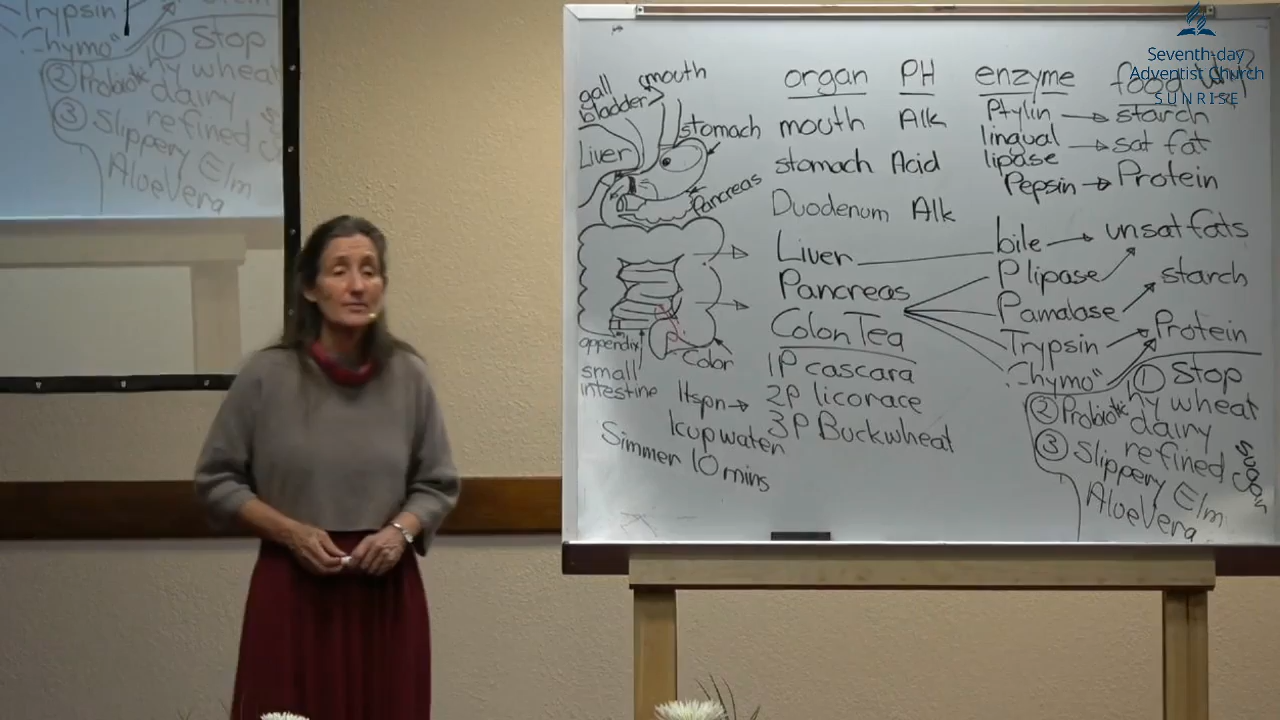 Trypsin
Chymo"
① Stop
② Probiotic hy wheat
dairy
③ Slippery Elm
refined
Aloe Vera
Seventh-day
Adventist Church
SUNRISE
organ PH enzyme food
mouth Alk Ptylin → starch
lingual lipase → sat fat
stomach Acid Pepsin → Protein
Duodenum Alk
Liver bile → unsat fats
Pancreas P lipase
Pamalase → starch
Trypsin → Protein
Chymo"
Colon Tea
1P cascara
2P licorace
3P Buckwheat
1tspn →
1cup water
Simmer 10 mins
① Stop
hy wheat
dairy
refined sugar
② Probiotic
③ Slippery Elm
Aloe Vera
gall bladder
mouth
stomach
Liver
Pancreas
appendix
small intestine
Colon